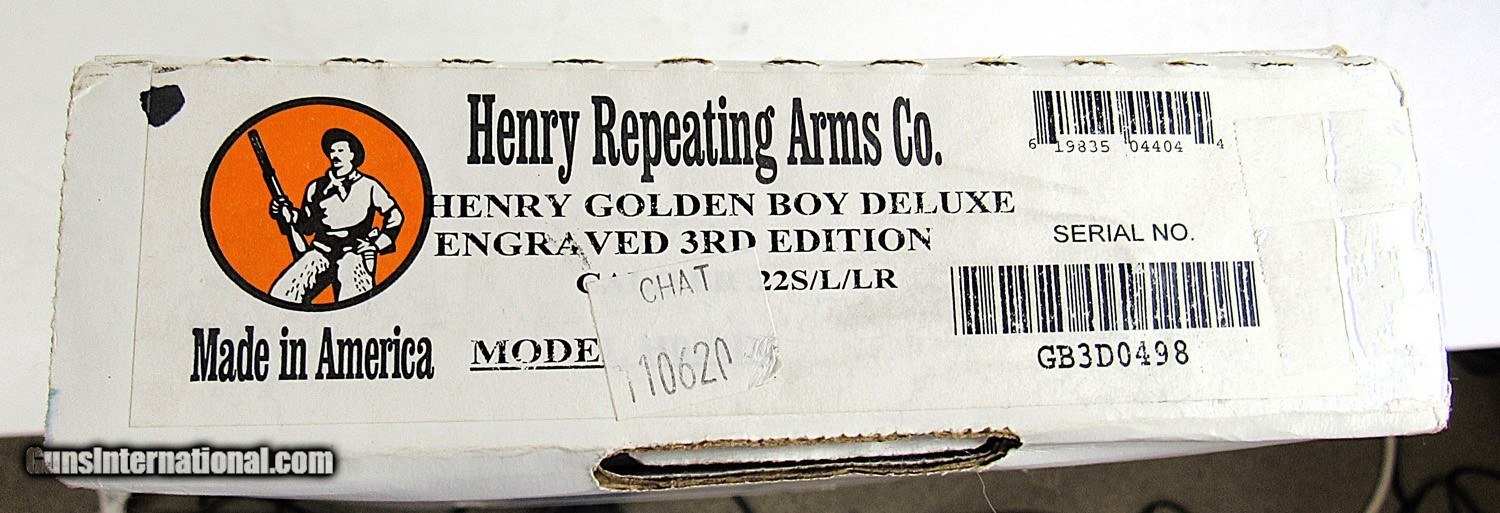 Henry Repeating Arms Co.
HENRY GOLDEN BOY DELUXE
ENGRAVED 3RD EDITION
22S/L/LR
Made in America
MODE
CHAT
110620
6 19835 04404 4
SERIAL NO.
GB3D0498
GunsInternational.com